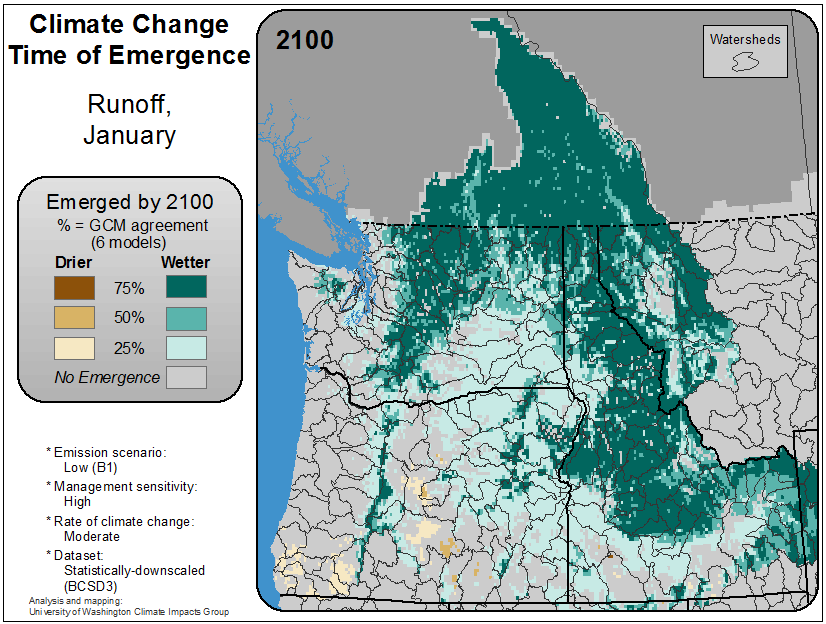 Climate Change
Time of Emergence
Runoff,
January
Emerged by 2100
% = GCM agreement
(6 models)
Drier
Wetter
75%
50%
25%
No Emergence
* Emission scenario:
Low (B1)
* Management sensitivity:
High
* Rate of climate change:
Moderate
* Dataset:
Statistically-downscaled
(BCSD3)
Analysis and mapping:
University of Washington Climate Impacts Group
2100
Watersheds